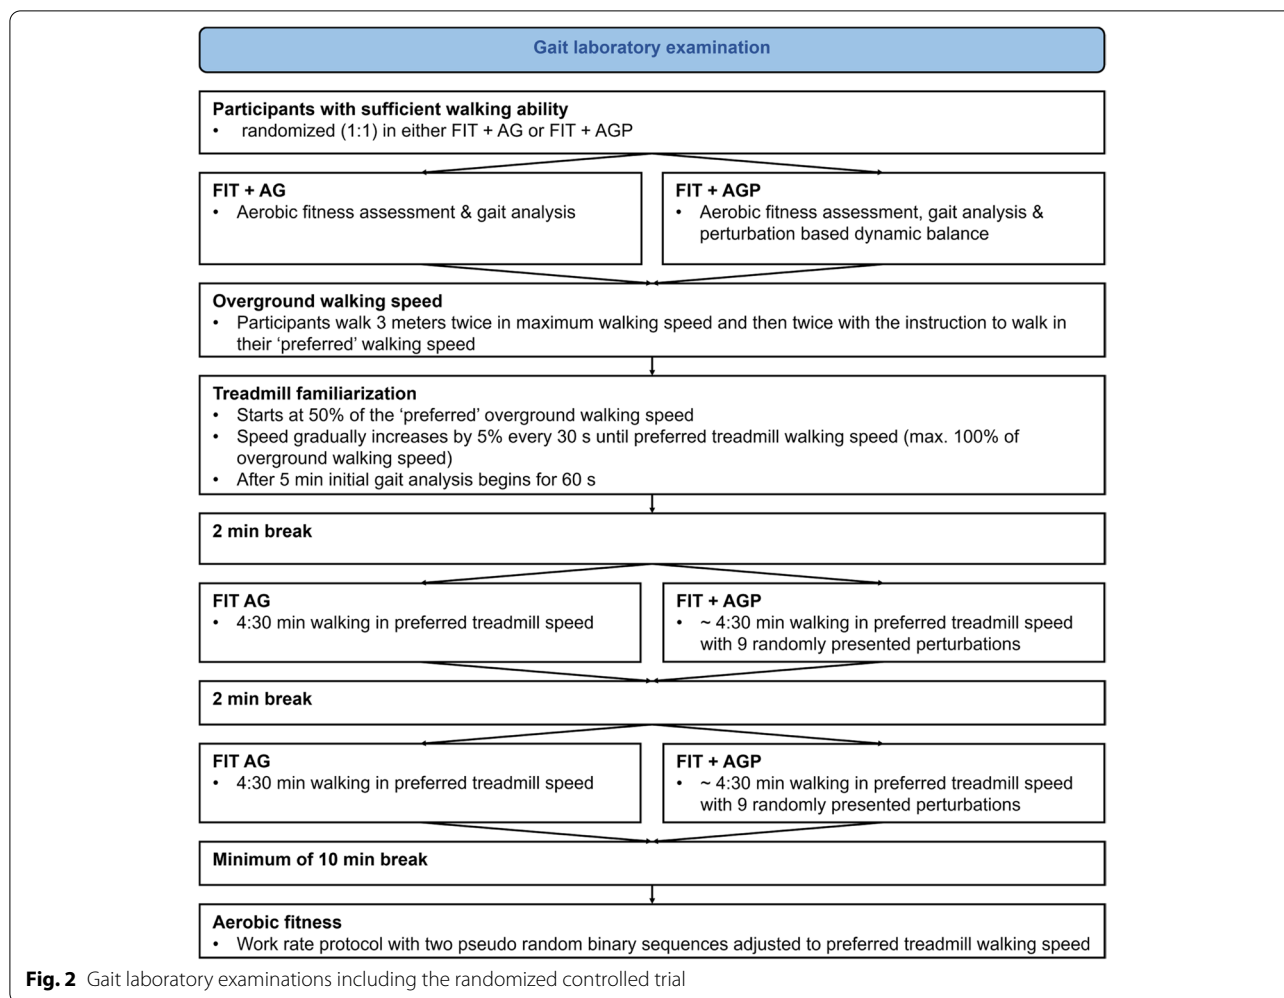 Gait laboratory examination
Participants with sufficient walking ability
• randomized (1:1) in either FIT + AG or FIT + AGP
FIT + AG
• Aerobic fitness assessment & gait analysis
FIT + AGP
• Aerobic fitness assessment, gait analysis &
perturbation based dynamic balance
Overground walking speed
• Participants walk 3 meters twice in maximum walking speed and then twice with the instruction to walk in
their ‘preferred’ walking speed
Treadmill familiarization
• Starts at 50% of the ‘preferred’ overground walking speed
• Speed gradually increases by 5% every 30 s until preferred treadmill walking speed (max. 100% of
overground walking speed)
• After 5 min initial gait analysis begins for 60 s
2 min break
FIT AG
• 4:30 min walking in preferred treadmill speed
FIT + AGP
• ~ 4:30 min walking in preferred treadmill speed
with 9 randomly presented perturbations
2 min break
FIT AG
• 4:30 min walking in preferred treadmill speed
FIT + AGP
• ~ 4:30 min walking in preferred treadmill speed
with 9 randomly presented perturbations
Minimum of 10 min break
Aerobic fitness
• Work rate protocol with two pseudo random binary sequences adjusted to preferred treadmill walking speed
Fig. 2 Gait laboratory examinations including the randomized controlled trial